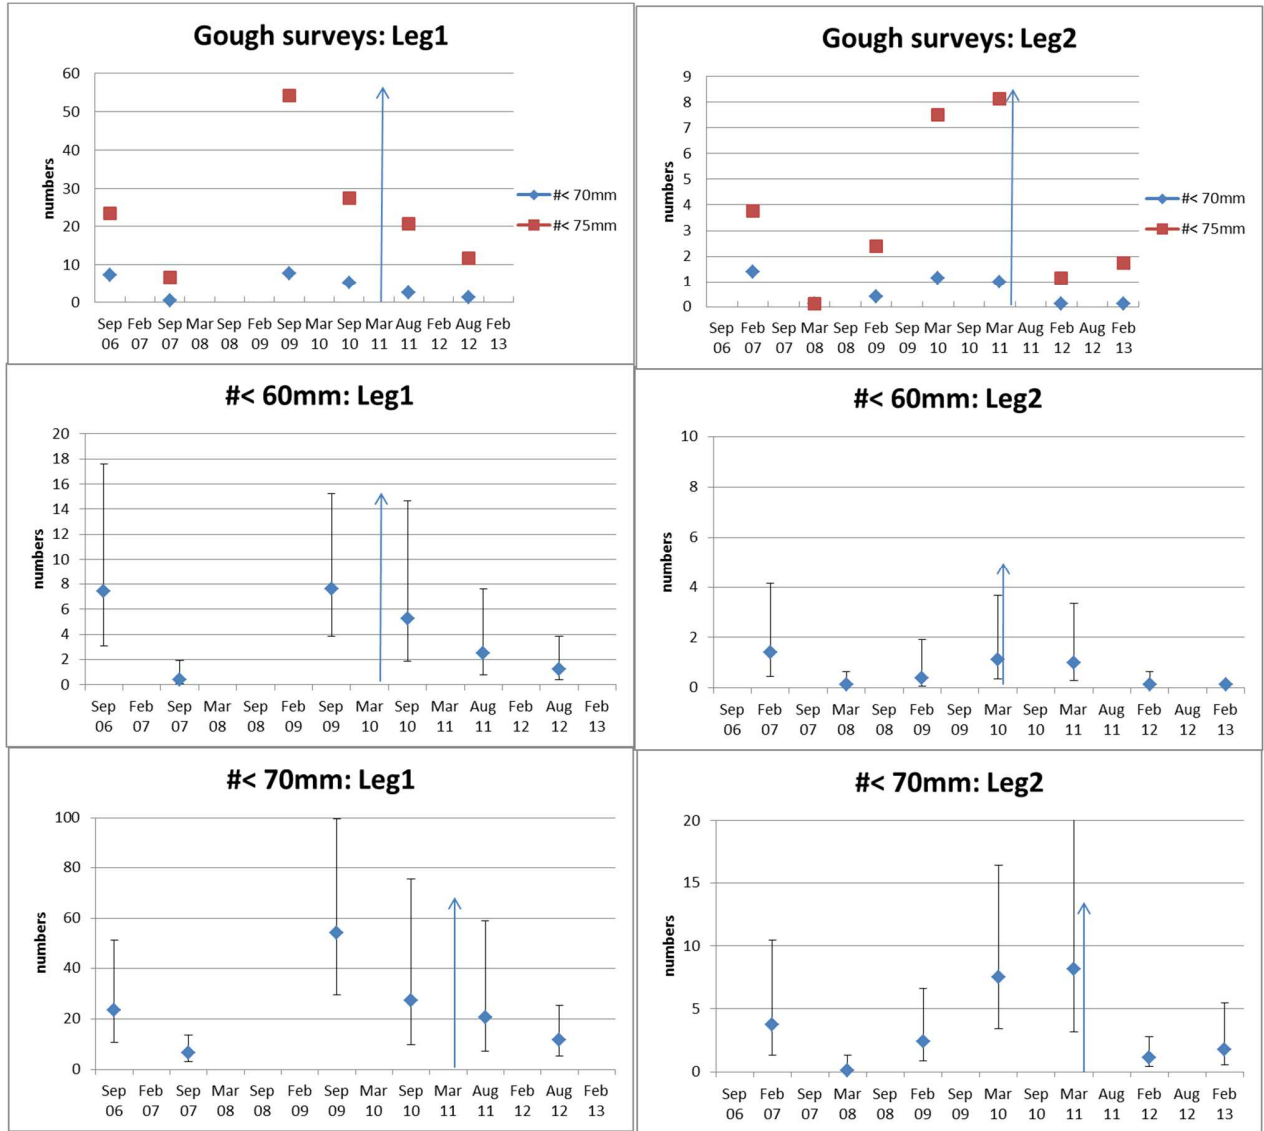 Gough surveys: Leg1
60
50
40
30
20
10
0
numbers
Sep Feb Sep Mar Sep Feb Sep Mar Sep Mar Aug Feb Aug Feb
06 07 07 08 08 09 09 10 10 11 11 12 12 13
#< 70mm
#< 75mm
Gough surveys: Leg2
9
8
7
6
5
4
3
2
1
0
numbers
Sep Feb Sep Mar Sep Feb Sep Mar Sep Mar Aug Feb Aug Feb
06 07 07 08 08 09 09 10 10 11 11 12 12 13
#< 70mm
#< 75mm
#< 60mm: Leg1
20
18
16
14
12
10
8
6
4
2
0
numbers
Sep Feb Sep Mar Sep Feb Sep Mar Sep Mar Aug Feb Aug Feb
06 07 07 08 08 09 09 10 10 11 11 12 12 13
#< 60mm: Leg2
10
8
6
4
2
0
numbers
Sep Feb Sep Mar Sep Feb Sep Mar Sep Mar Aug Feb Aug Feb
06 07 07 08 08 09 09 10 10 11 11 12 12 13
#< 70mm: Leg1
100
80
60
40
20
0
numbers
Sep Feb Sep Mar Sep Feb Sep Mar Sep Mar Aug Feb Aug Feb
06 07 07 08 08 09 09 10 10 11 11 12 12 13
#< 70mm: Leg2
20
15
10
5
0
numbers
Sep Feb Sep Mar Sep Feb Sep Mar Sep Mar Aug Feb Aug Feb
06 07 07 08 08 09 09 10 10 11 11 12 12 13